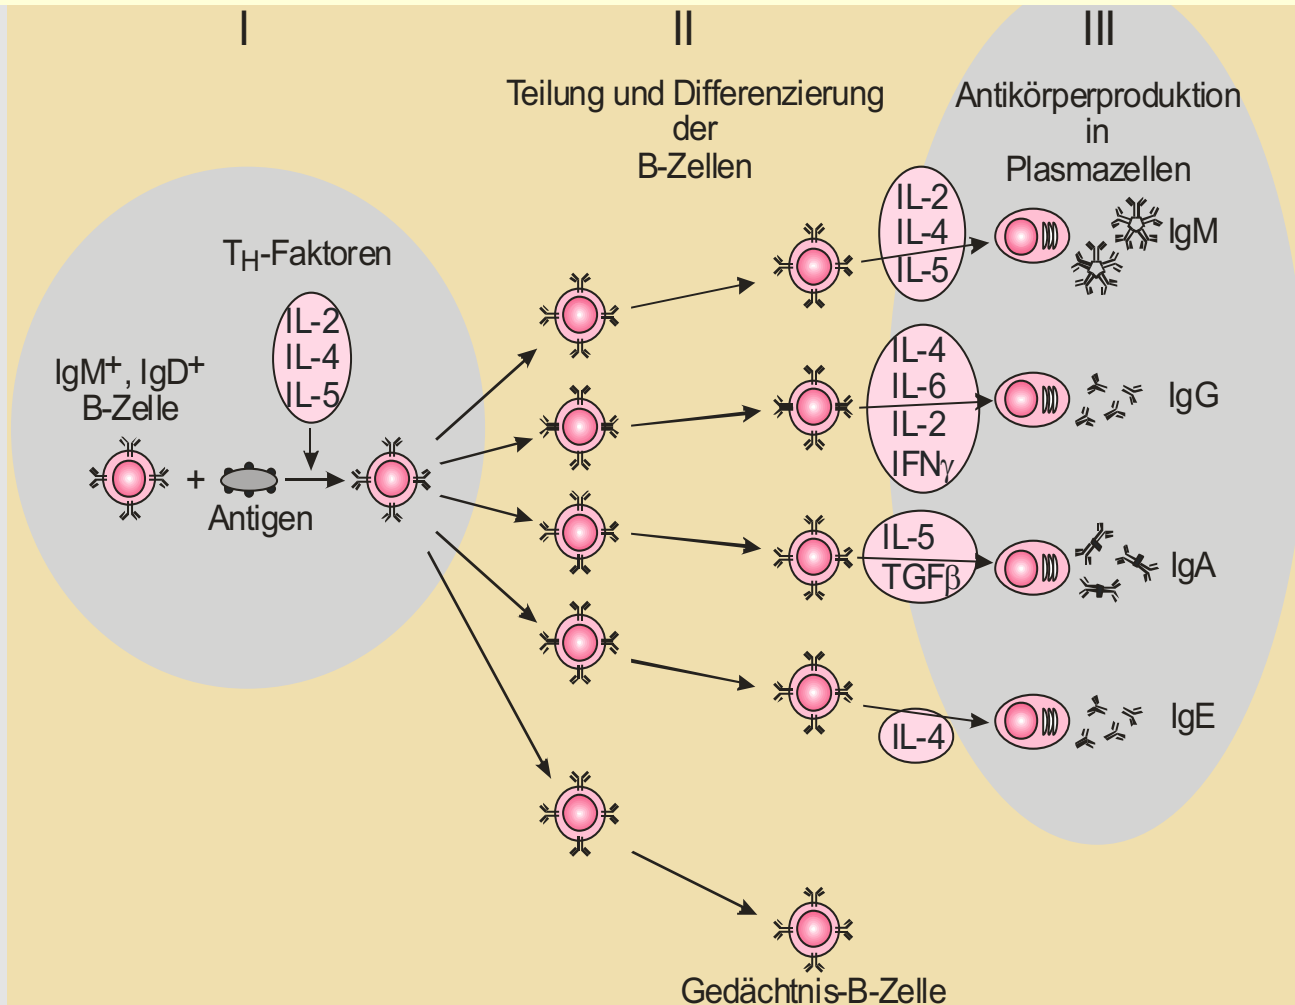 I
II
III
Teilung und Differenzierung
der
B-Zellen
Antikörperproduktion
in
Plasmazellen
TH-Faktoren
IL-2
IL-4
IL-5
IgM+, IgD+
B-Zelle
+
Antigen
IL-2
IL-4
IL-5
IgM
IL-4
IL-6
IL-2
IFNγ
IgG
IL-5
TGFβ
IgA
IL-4
IgE
Gedächtnis-B-Zelle